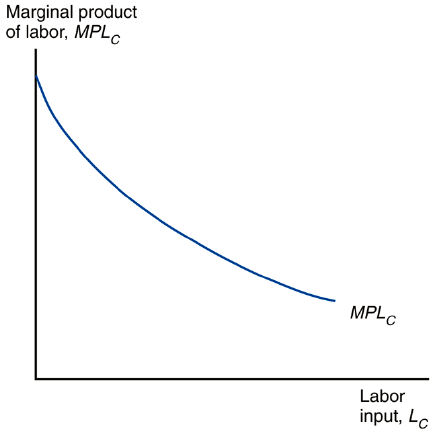 Marginal product
of labor, MPL_C
MPL_C
Labor
input, L_C